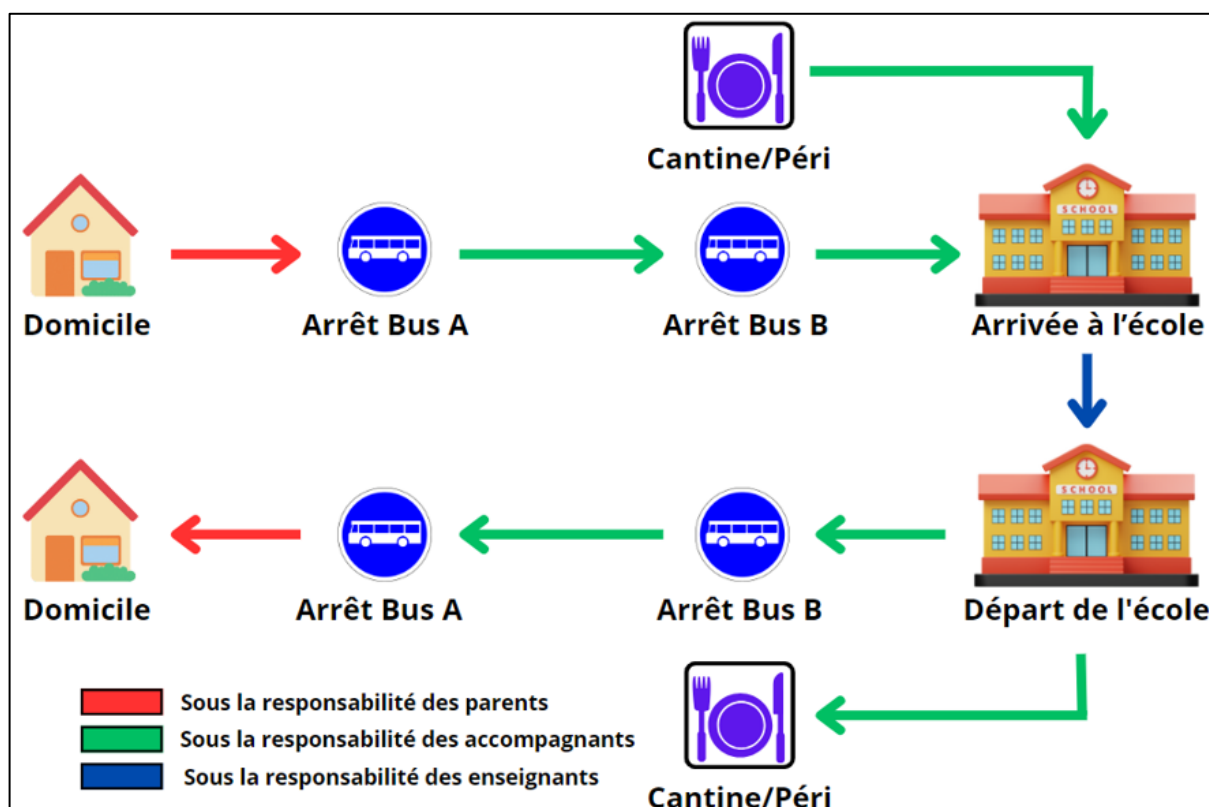 Cantine/Péri
SCHOOL
Domicile
Arrêt Bus A
Arrêt Bus B
Arrivée à l’école
SCHOOL
Domicile
Arrêt Bus A
Arrêt Bus B
Départ de l'école
Sous la responsabilité des parents
Sous la responsabilité des accompagnants
Sous la responsabilité des enseignants
Cantine/Péri